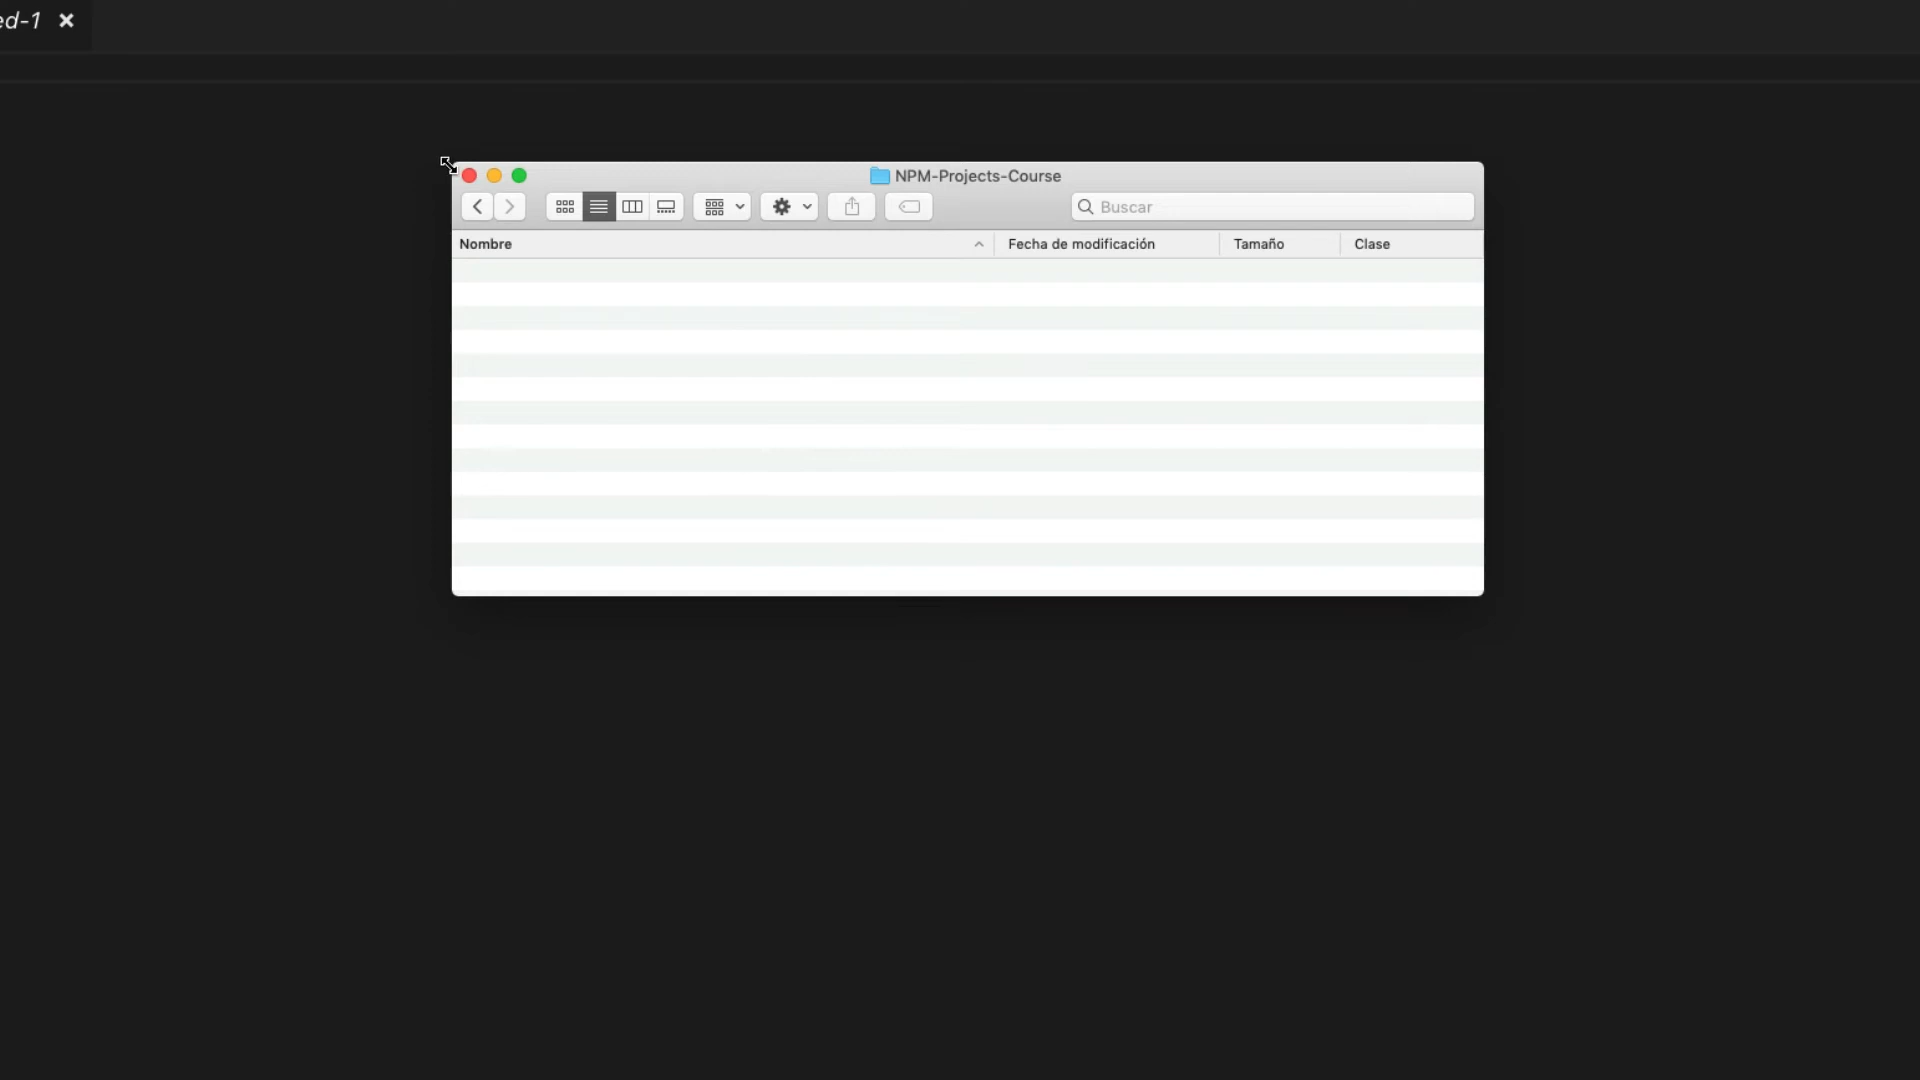 ed-1
NPM-Projects-Course
Buscar
Nombre Fecha de modificación Tamaño Clase